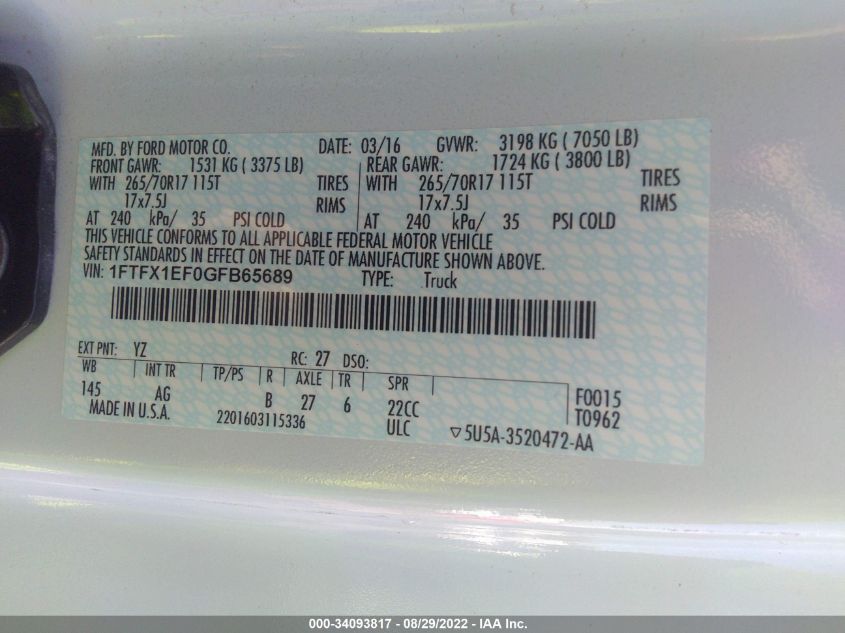 MFD. BY FORD MOTOR CO. DATE: 03/16 GVWR: 3198 KG ( 7050 LB)
FRONT GAWR: 1531 KG ( 3375 LB) REAR GAWR: 1724 KG ( 3800 LB)
WITH 265/70R17 115T TIRES WITH 265/70R17 115T TIRES
17x7.5J RIMS 17x7.5J RIMS
AT 240 kPa/ 35 PSI COLD AT 240 kPa/ 35 PSI COLD
THIS VEHICLE CONFORMS TO ALL APPLICABLE FEDERAL MOTOR VEHICLE
SAFETY STANDARDS IN EFFECT ON THE DATE OF MANUFACTURE SHOWN ABOVE.
VIN: 1FTFX1EF0GFB65689 TYPE: Truck
EXT PNT: YZ RC: 27 DSO:
WB INT TR TP/PS R AXLE TR SPR F0015
145 AG B 27 6 22CC T0962
MADE IN U.S.A. 2201603115336 ULC ▽5U5A-3520472-AA
000-34093817 - 08/29/2022 - IAA Inc.